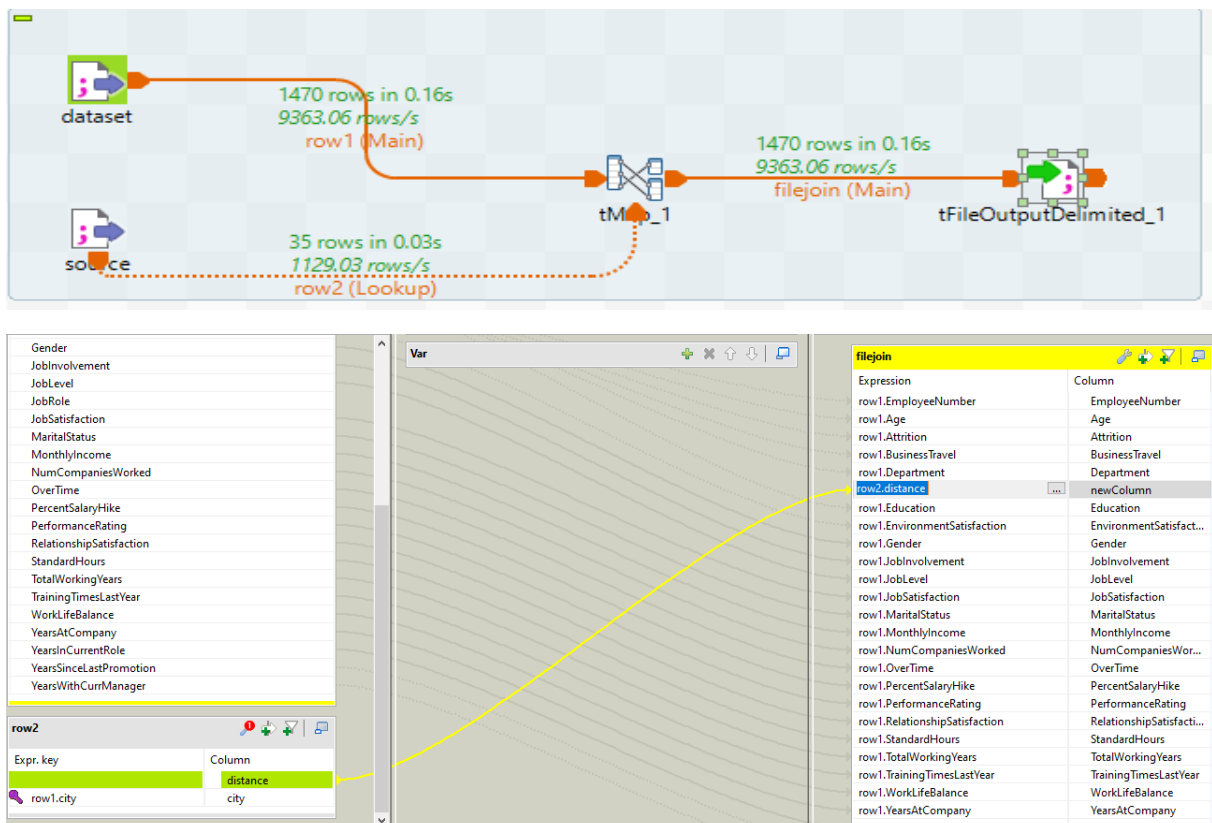 1470 rows in 0.16s
9363.06 rows/s
row1 (Main)
dataset
1470 rows in 0.16s
9363.06 rows/s
filejoin (Main)
tMap_1
tFileOutputDelimited_1
35 rows in 0.03s
1129.03 rows/s
row2 (Lookup)
source
Gender
JobInvolvement
JobLevel
JobRole
JobSatisfaction
MaritalStatus
MonthlyIncome
NumCompaniesWorked
OverTime
PercentSalaryHike
PerformanceRating
RelationshipSatisfaction
StandardHours
TotalWorkingYears
TrainingTimesLastYear
WorkLifeBalance
YearsAtCompany
YearsInCurrentRole
YearsSinceLastPromotion
YearsWithCurrManager
row2
Expr. key Column
distance
row1.city city
Var
filejoin
Expression Column
row1.EmployeeNumber EmployeeNumber
row1.Age Age
row1.Attrition Attrition
row1.BusinessTravel BusinessTravel
row1.Department Department
row2.distance ... newColumn
row1.Education Education
row1.EnvironmentSatisfaction EnvironmentSatisfact...
row1.Gender Gender
row1.JobInvolvement JobInvolvement
row1.JobLevel JobLevel
row1.JobSatisfaction JobSatisfaction
row1.MaritalStatus MaritalStatus
row1.MonthlyIncome MonthlyIncome
row1.NumCompaniesWorked NumCompaniesWor...
row1.OverTime OverTime
row1.PercentSalaryHike PercentSalaryHike
row1.PerformanceRating PerformanceRating
row1.RelationshipSatisfaction RelationshipSatisfacti...
row1.StandardHours StandardHours
row1.TotalWorkingYears TotalWorkingYears
row1.TrainingTimesLastYear TrainingTimesLastYear
row1.WorkLifeBalance WorkLifeBalance
row1.YearsAtCompany YearsAtCompany